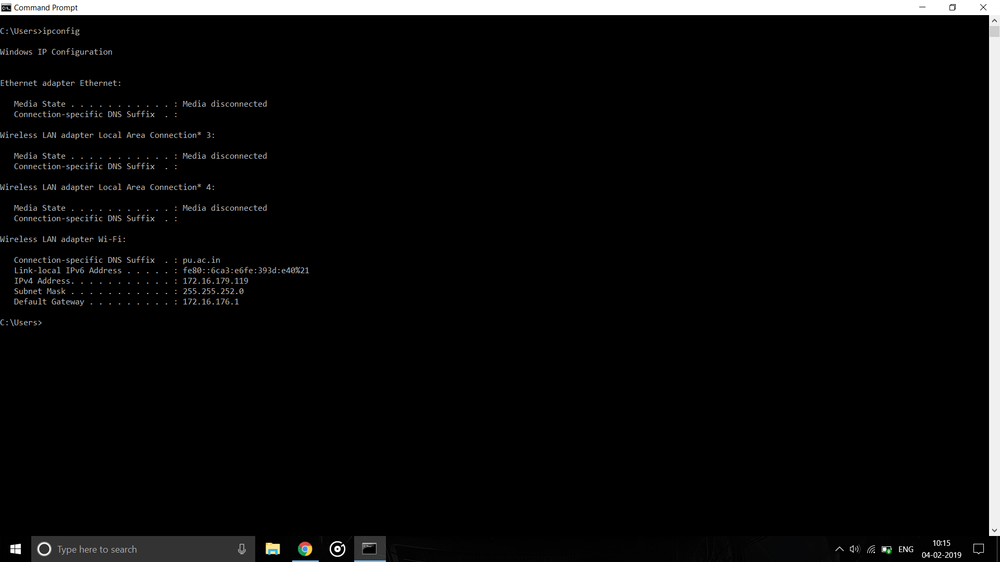 Command Prompt
C:\Users>ipconfig
Windows IP Configuration
Ethernet adapter Ethernet:
   Media State . . . . . . . . . . . : Media disconnected
   Connection-specific DNS Suffix  . :
Wireless LAN adapter Local Area Connection* 3:
   Media State . . . . . . . . . . . : Media disconnected
   Connection-specific DNS Suffix  . :
Wireless LAN adapter Local Area Connection* 4:
   Media State . . . . . . . . . . . : Media disconnected
   Connection-specific DNS Suffix  . :
Wireless LAN adapter Wi-Fi:
   Connection-specific DNS Suffix  . : pu.ac.in
   Link-local IPv6 Address . . . . . : fe80::6ca3:e6fe:393d:e40%21
   IPv4 Address. . . . . . . . . . . : 172.16.179.119
   Subnet Mask . . . . . . . . . . . : 255.255.252.0
   Default Gateway . . . . . . . . . : 172.16.176.1
C:\Users>
Type here to search
ENG
10:15
04-02-2019